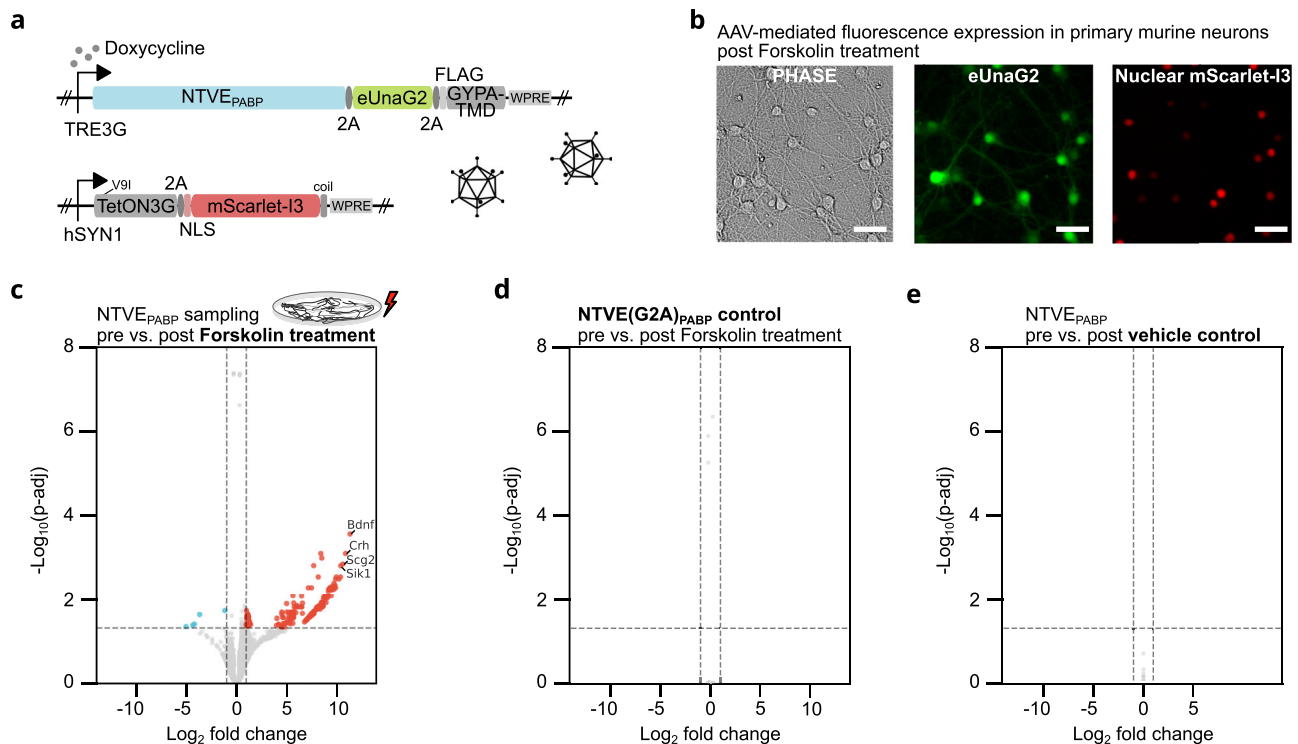 a
Doxycycline
NTVE_PABP
2A
eUnaG2
2A
FLAG
GYPA-
TMD
WPRE
TRE3G
V9I
TetON3G
2A
NLS
mScarlet-I3
coil
WPRE
hSYN1
b
AAV-mediated fluorescence expression in primary murine neurons
post Forskolin treatment
PHASE
eUnaG2
Nuclear mScarlet-I3
c
NTVE_PABP sampling
pre vs. post Forskolin treatment
8
6
4
2
0
-Log10(p-adj)
Bdnf
Crh
Scg2
Sik1
-10 -5 0 5 10
Log2 fold change
d
NTVE(G2A)_PABP control
pre vs. post Forskolin treatment
8
6
4
2
0
-Log10(p-adj)
-10 -5 0 5 10
Log2 fold change
e
NTVE_PABP
pre vs. post vehicle control
8
6
4
2
0
-Log10(p-adj)
-10 -5 0 5 10
Log2 fold change